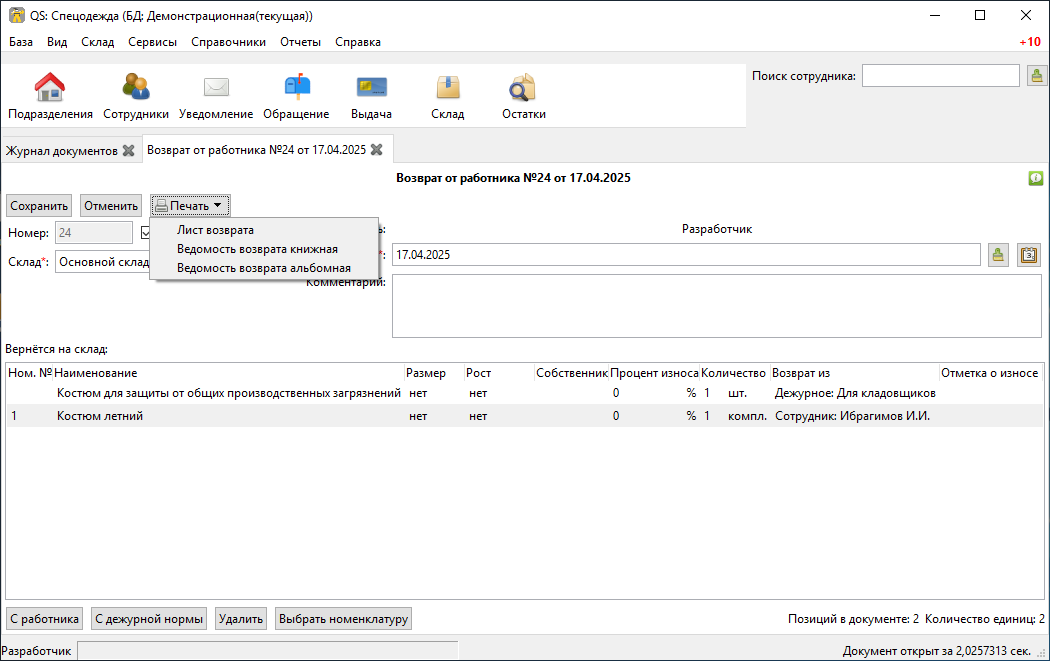 QS: Спецодежда (БД: Демонстрационная(текущая))
База Вид Склад Сервисы Справочники Отчеты Справка +10
Поиск сотрудника:
Подразделения Сотрудники Уведомление Обращение Выдача Склад Остатки
Журнал документов Возврат от работника №24 от 17.04.2025
Возврат от работника №24 от 17.04.2025
Сохранить Отменить Печать
Номер: 24 Разработчик
Лист возврата
Ведомость возврата книжная
Ведомость возврата альбомная
Склад*: Основной склад *: 17.04.2025 31
Комментарий:
Вернётся на склад:
Ном. № Наименование Размер Рост Собственник Процент износа Количество Возврат из Отметка о износе
Костюм для защиты от общих производственных загрязнений нет нет 0 % 1 шт. Дежурное: Для кладовщиков
1 Костюм летний нет нет 0 % 1 компл. Сотрудник: Ибрагимов И.И.
С работника С дежурной нормы Удалить Выбрать номенклатуру Позиций в документе: 2 Количество единиц: 2
Разработчик Документ открыт за 2,0257313 сек.